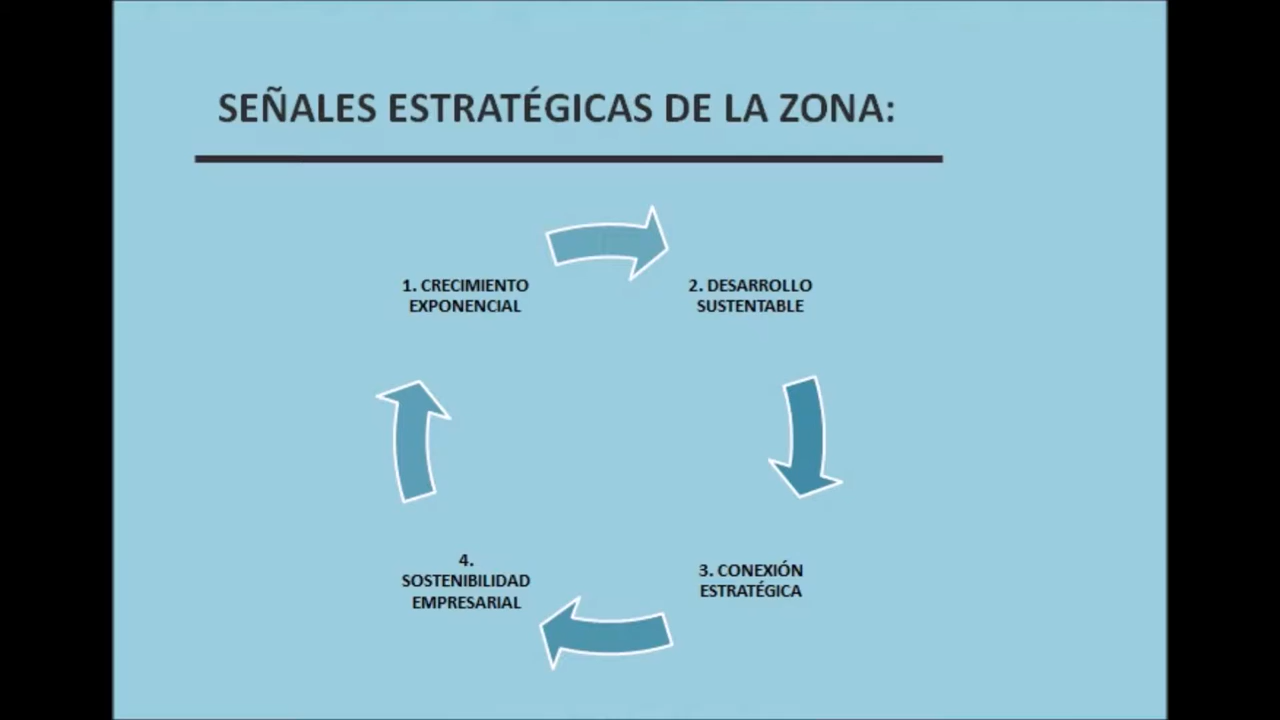 SEÑALES ESTRATÉGICAS DE LA ZONA:
1. CRECIMIENTO
EXPONENCIAL
2. DESARROLLO
SUSTENTABLE
3. CONEXIÓN
ESTRATÉGICA
4.
SOSTENIBILIDAD
EMPRESARIAL